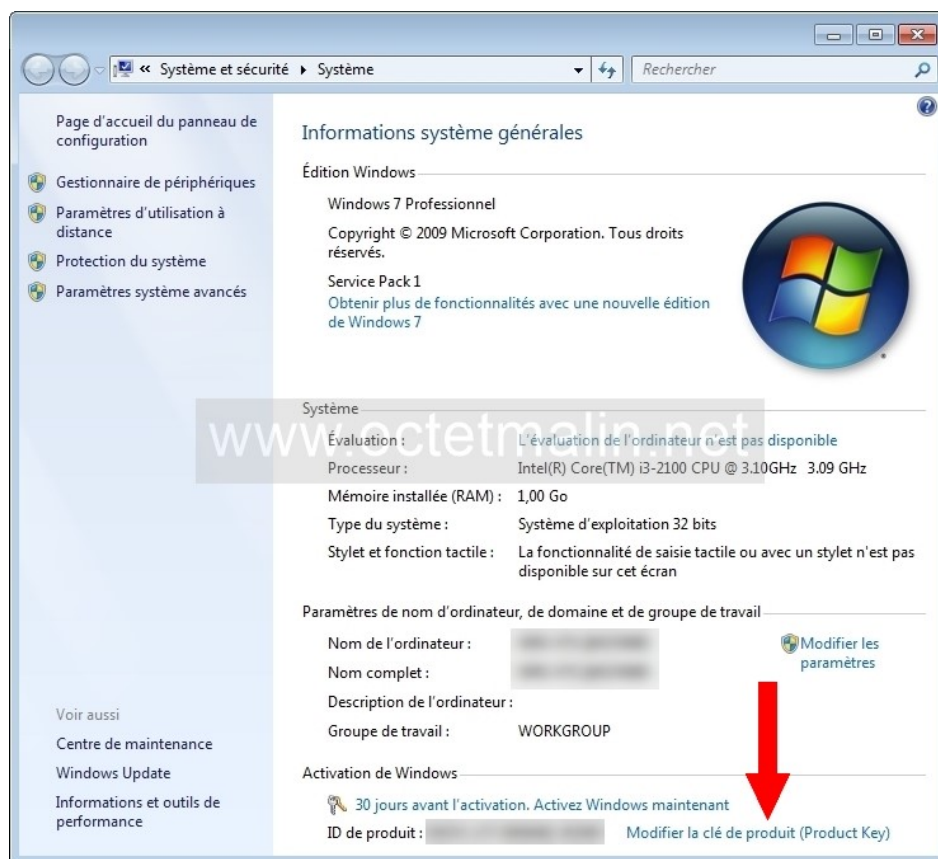 « Système et sécurité ▸ Système
Rechercher
Page d'accueil du panneau de
configuration
Gestionnaire de périphériques
Paramètres d'utilisation à
distance
Protection du système
Paramètres système avancés
Voir aussi
Centre de maintenance
Windows Update
Informations et outils de
performance
Informations système générales
Édition Windows
Windows 7 Professionnel
Copyright © 2009 Microsoft Corporation. Tous droits
réservés.
Service Pack 1
Obtenir plus de fonctionnalités avec une nouvelle édition
de Windows 7
Système
www.octetmalin.net
Évaluation : L'évaluation de l'ordinateur n'est pas disponible
Processeur : Intel(R) Core(TM) i3-2100 CPU @ 3.10GHz 3.09 GHz
Mémoire installée (RAM) : 1,00 Go
Type du système : Système d'exploitation 32 bits
Stylet et fonction tactile : La fonctionnalité de saisie tactile ou avec un stylet n'est pas
disponible sur cet écran
Paramètres de nom d'ordinateur, de domaine et de groupe de travail
Nom de l'ordinateur :
Modifier les
paramètres
Nom complet :
Description de l'ordinateur :
Groupe de travail : WORKGROUP
Activation de Windows
30 jours avant l'activation. Activez Windows maintenant
ID de produit : Modifier la clé de produit (Product Key)